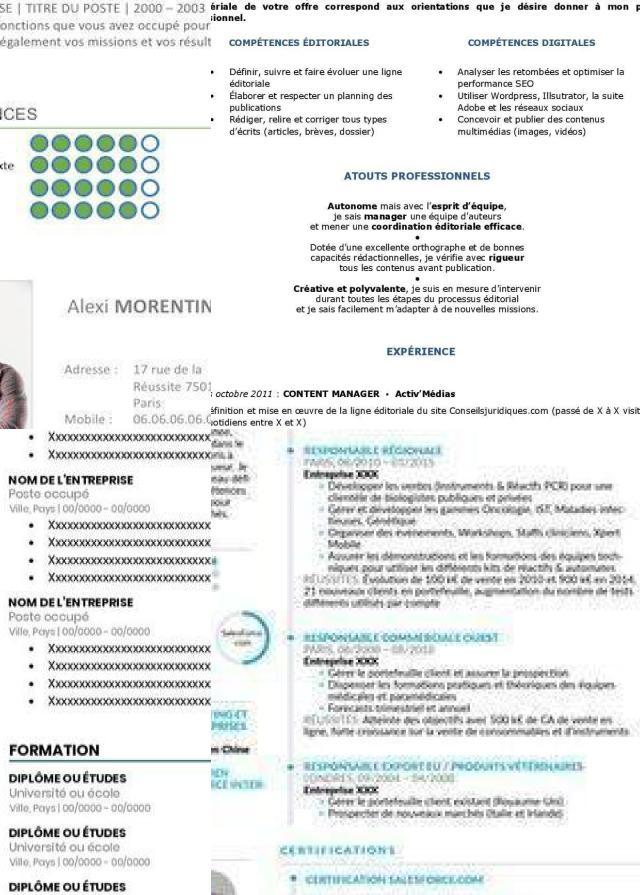 SE | TITRE DU POSTE | 2000 – 2003
onctions que vous avez occupé pour
également vos missions et vos résult
NCES
xte
Alexi MORENTIN
Adresse : 17 rue de la
Réussite 7501
Paris
Mobile : 06.06.06.06.0
• Xxxxxxxxxxxxxxxxxxxxxxxxxx
• Xxxxxxxxxxxxxxxxxxxxxxxxxx
NOM DE L'ENTREPRISE
Poste occupé
Ville, Pays | 00/0000 – 00/0000
• Xxxxxxxxxxxxxxxxxxxxxxxxxx
• Xxxxxxxxxxxxxxxxxxxxxxxxxx
• Xxxxxxxxxxxxxxxxxxxxxxxxxx
• Xxxxxxxxxxxxxxxxxxxxxxxxxx
NOM DE L'ENTREPRISE
Poste occupé
Ville, Pays | 00/0000 – 00/0000
• Xxxxxxxxxxxxxxxxxxxxxxxxxx
• Xxxxxxxxxxxxxxxxxxxxxxxxxx
• Xxxxxxxxxxxxxxxxxxxxxxxxxx
• Xxxxxxxxxxxxxxxxxxxxxxxxxx
FORMATION
DIPLÔME OU ÉTUDES
Université ou école
Ville, Pays | 00/0000 – 00/0000
DIPLÔME OU ÉTUDES
Université ou école
Ville, Pays | 00/0000 – 00/0000
DIPLÔME OU ÉTUDES
ériale de votre offre correspond aux orientations que je désire donner à mon p
sionnel.
COMPÉTENCES ÉDITORIALES
• Définir, suivre et faire évoluer une ligne
éditoriale
• Élaborer et respecter un planning des
publications
• Rédiger, relire et corriger tous types
d'écrits (articles, brèves, dossier)
COMPÉTENCES DIGITALES
• Analyser les retombées et optimiser la
performance SEO
• Utiliser Wordpress, Illsutrator, la suite
Adobe et les réseaux sociaux
• Concevoir et publier des contenus
multimédias (images, vidéos)
ATOUTS PROFESSIONNELS
Autonome mais avec l'esprit d'équipe,
je sais manager une équipe d'auteurs
et mener une coordination éditoriale efficace.
•
Dotée d'une excellente orthographe et de bonnes
capacités rédactionnelles, je vérifie avec rigueur
tous les contenus avant publication.
•
Créative et polyvalente, je suis en mesure d'intervenir
durant toutes les étapes du processus éditorial
et je sais facilement m'adapter à de nouvelles missions.
EXPÉRIENCE
octobre 2011 : CONTENT MANAGER • Activ'Médias
éfinition et mise en œuvre de la ligne éditoriale du site Conseilsjuridiques.com (passé de X à X visit
uotidiens entre X et X)
dans le
Salesforce
.com
NG ET
PRISES
n Chine
EN
CE INTER-
RESPONSABLE RÉGIONALE
PARIS, 06/2010 – 01/2015
Entreprise XXX
Développer les ventes (Instruments & Réactifs PCR) pour une
clientèle de biologistes publiques et privées
Gérer et développer les gammes Oncologie, IST, Maladies infec-
tieuses, Génétique
Organiser des événements, Workshops, Staffs cliniciens, Xpert
Mobile
Assurer les démonstrations et les formations des équipes tech-
niques pour utiliser les différents kits de réactifs & automates
RÉUSSITES: Évolution de 100 k€ de vente en 2010 et 900 k€ en 2014,
21 nouveaux clients en portefeuille, augmentation du nombre de tests
différents utilisés par compte
RESPONSABLE COMMERCIALE OUEST
PARIS, 06/2008 – 08/2010
Entreprise XXX
Gérer le portefeuille client et assurer la prospection
Dispenser les formations pratiques et théoriques des équipes
médicales et paramédicales
Forecasts trimestriel et annuel
RÉUSSITES: Atteinte des objectifs avec 500 k€ de CA de vente en
ligne, forte croissance sur la vente de consommables et d'instruments
RESPONSABLE EXPORT EU / PRODUITS VÉTÉRINAIRES
LONDRES, 09/2004 – 04/2008
Entreprise XXX
Gérer le portefeuille client existant (Royaume-Uni)
Prospecter de nouveaux marchés (Italie et Irlande)
CERTIFICATIONS
CERTIFICATION SALESFORCE.COM